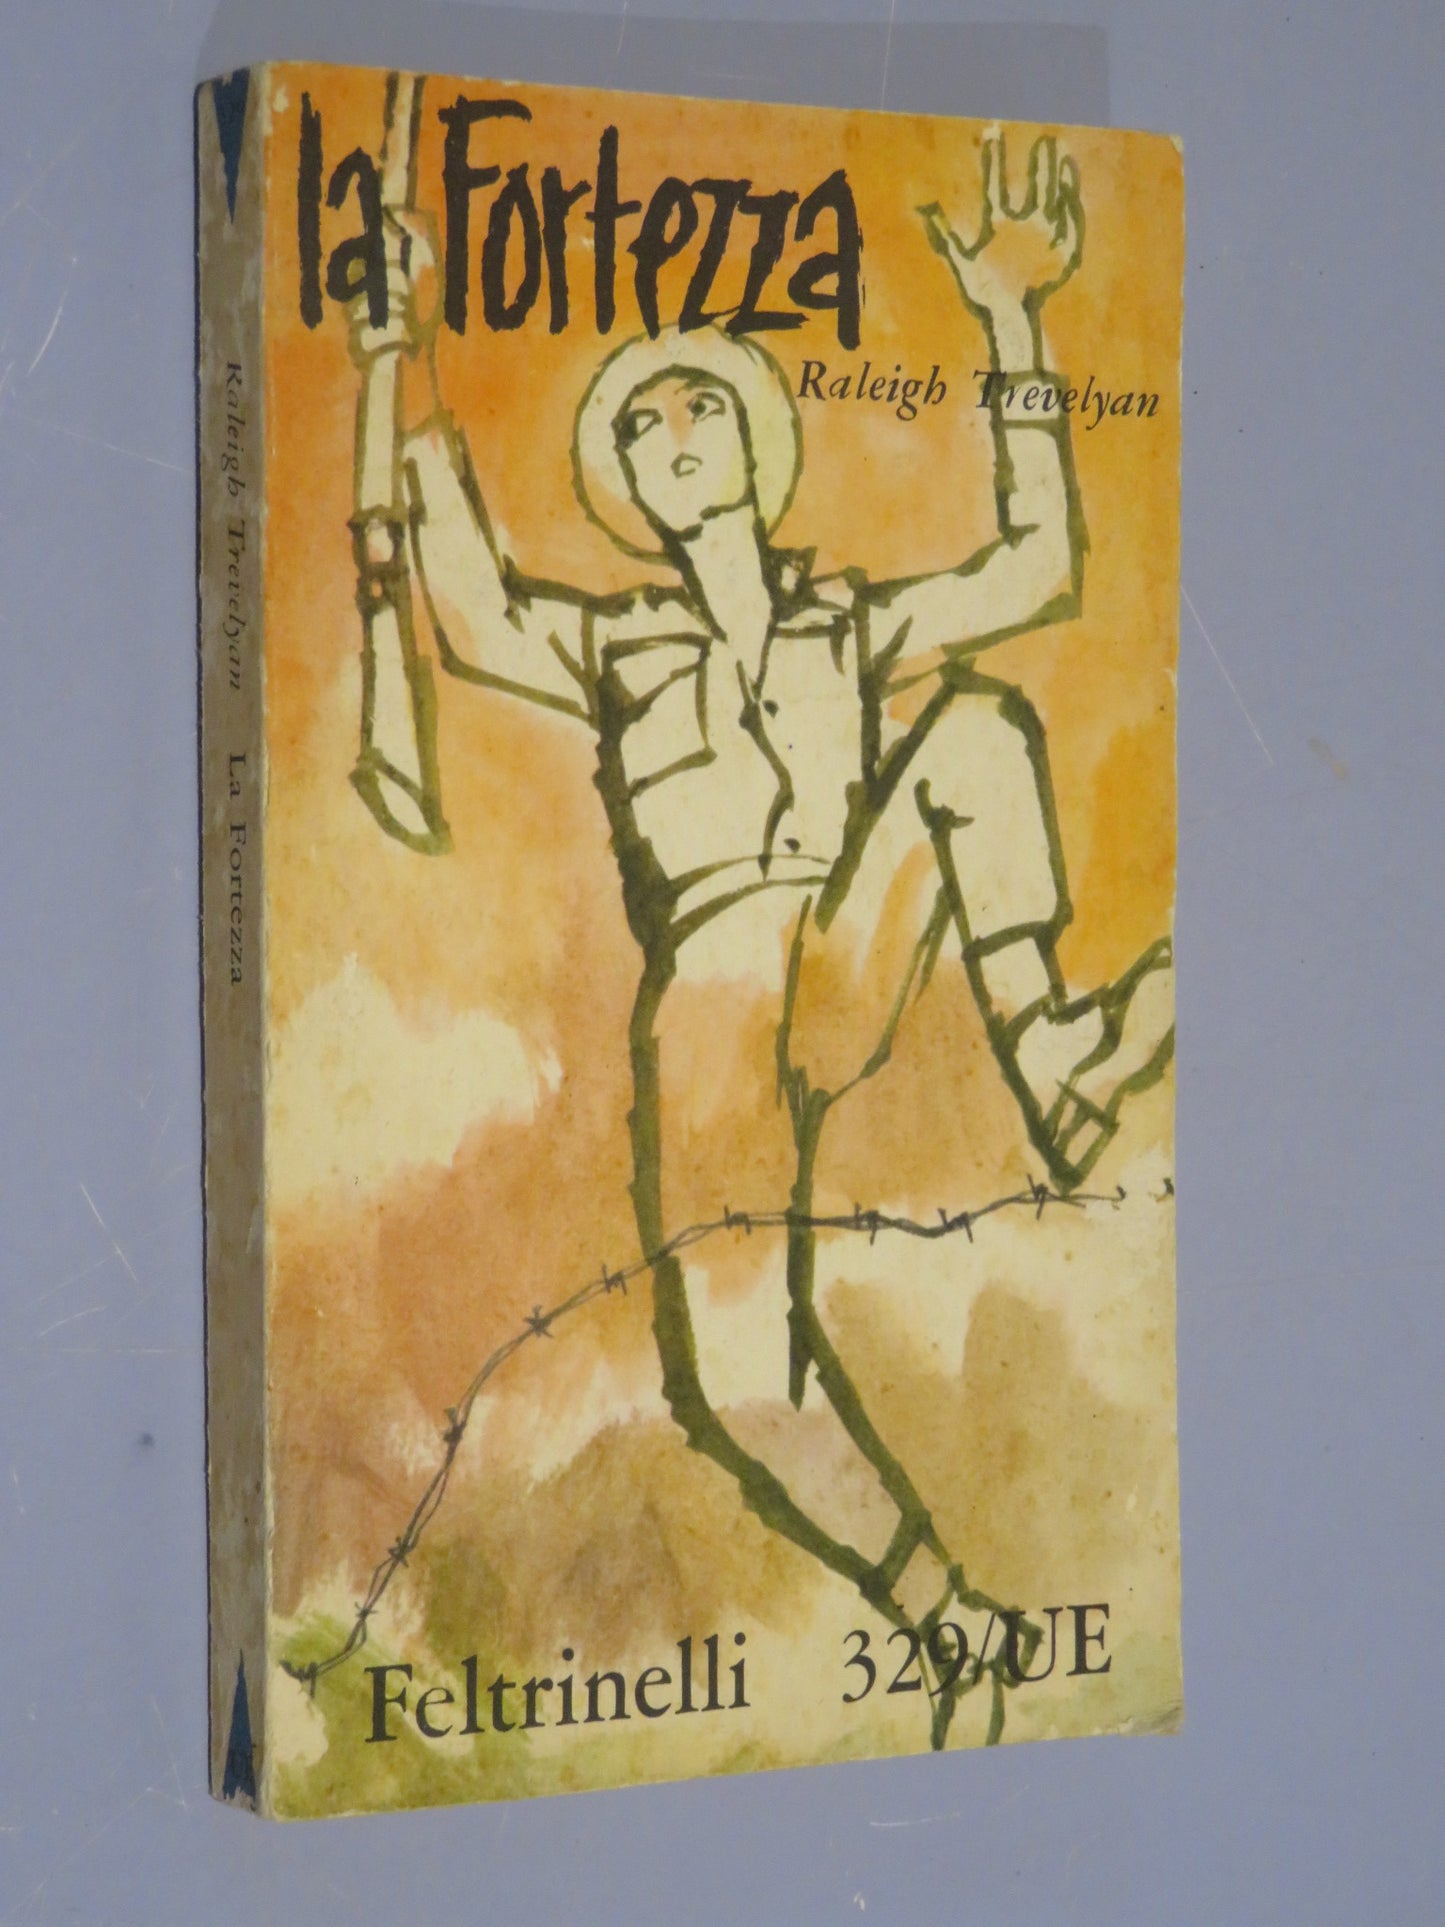 la Fortezza
Raleigh Trevelyan
Feltrinelli 329/UE
Raleigh Trevelyan La Fortezza